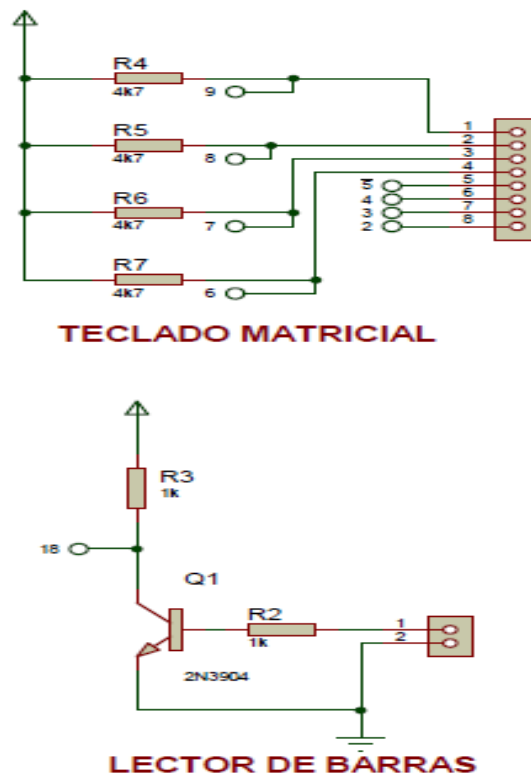 R4
4k7
9
R5
4k7
8
R6
4k7
7
R7
4k7
6
1
2
3
4
5
6
7
8
5
4
3
2
TECLADO MATRICIAL
R3
1k
18
Q1
2N3904
R2
1k
1
2
LECTOR DE BARRAS